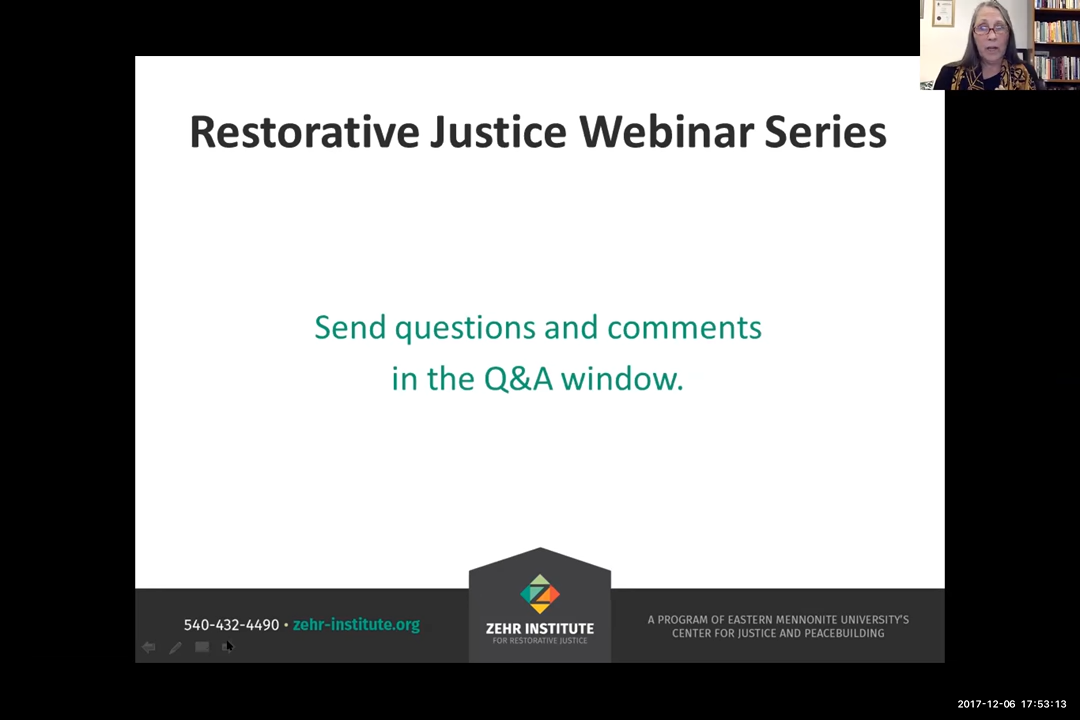 Restorative Justice Webinar Series
Send questions and comments
in the Q&A window.
540-432-4490 • zehr-institute.org
ZEHR INSTITUTE
FOR RESTORATIVE JUSTICE
A PROGRAM OF EASTERN MENNONITE UNIVERSITY'S
CENTER FOR JUSTICE AND PEACEBUILDING
2017-12-06 17:53:13